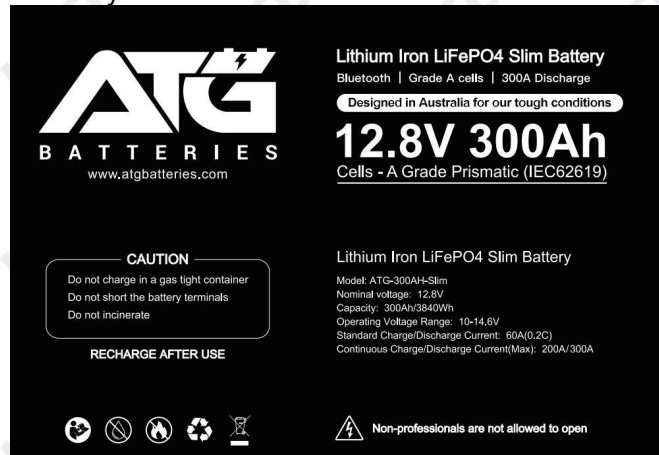 ATG
BATTERIES
www.atgbatteries.com
Lithium Iron LiFePO4 Slim Battery
Bluetooth | Grade A cells | 300A Discharge
Designed in Australia for our tough conditions
12.8V 300Ah
Cells - A Grade Prismatic (IEC62619)
CAUTION
Do not charge in a gas tight container
Do not short the battery terminals
Do not incinerate
RECHARGE AFTER USE
Lithium Iron LiFePO4 Slim Battery
Model: ATG-300AH-Slim
Nominal voltage: 12.8V
Capacity: 300Ah/3840Wh
Operating Voltage Range: 10-14,6V
Standard Charge/Discharge Current: 60A(0.2C)
Continuous Charge/Discharge Current(Max): 200A/300A
Non-professionals are not allowed to open